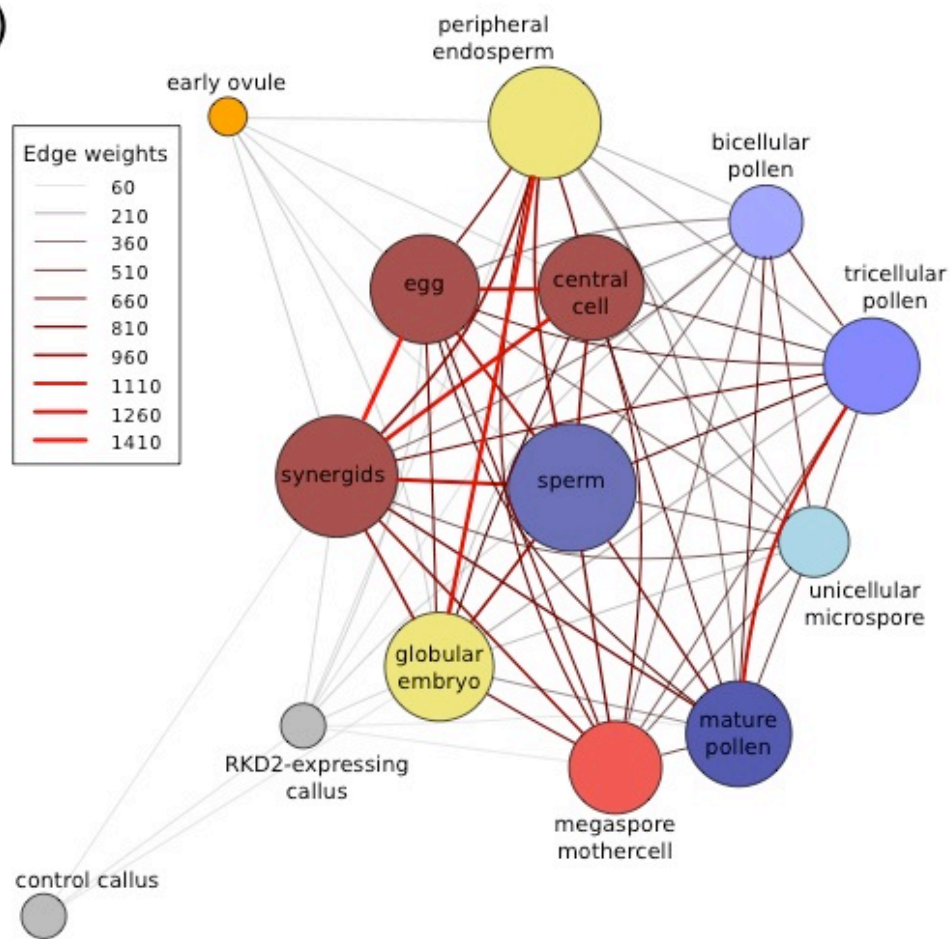 )
peripheral
endosperm
early ovule
Edge weights
60
210
360
510
660
810
960
1110
1260
1410
bicellular
pollen
tricellular
pollen
egg
central
cell
synergids
sperm
unicellular
microspore
globular
embryo
mature
pollen
RKD2-expressing
callus
megaspore
mothercell
control callus